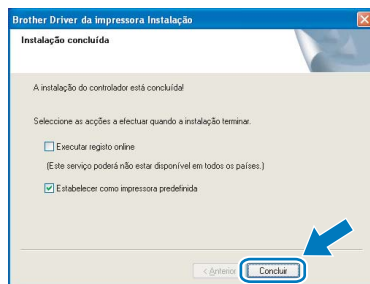 Brother Driver da impressora Instalação
Instalação concluída
A instalação do controlador está concluída!
Seleccione as acções a efectuar quando a instalação terminar.
Executar registo online
(Este serviço poderá não estar disponível em todos os países.)
Estabelecer como impressora predefinida
< Anterior
Concluir